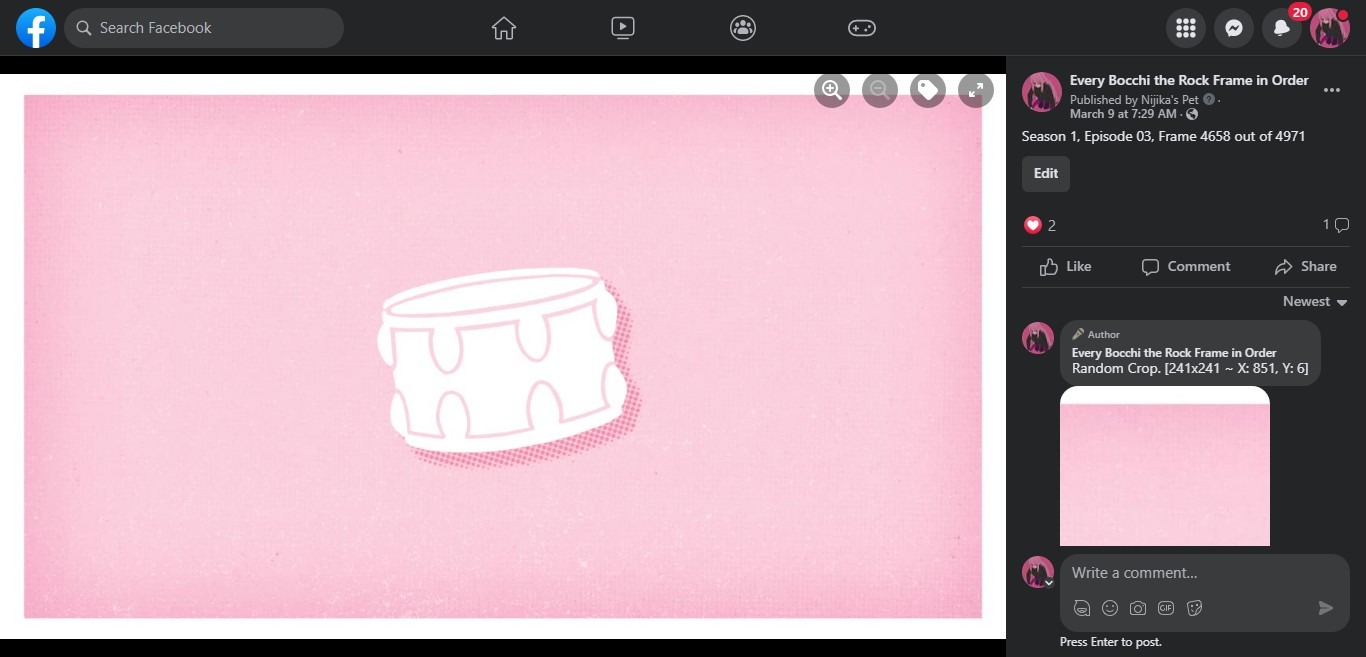 Search Facebook
20
Every Bocchi the Rock Frame in Order
Published by Nijika's Pet ·
March 9 at 7:29 AM ·
Season 1, Episode 03, Frame 4658 out of 4971
Edit
2
1
Like
Comment
Share
Newest
Author
Every Bocchi the Rock Frame in Order
Random Crop. [241x241 ~ X: 851, Y: 6]
Write a comment...
GIF
Press Enter to post.